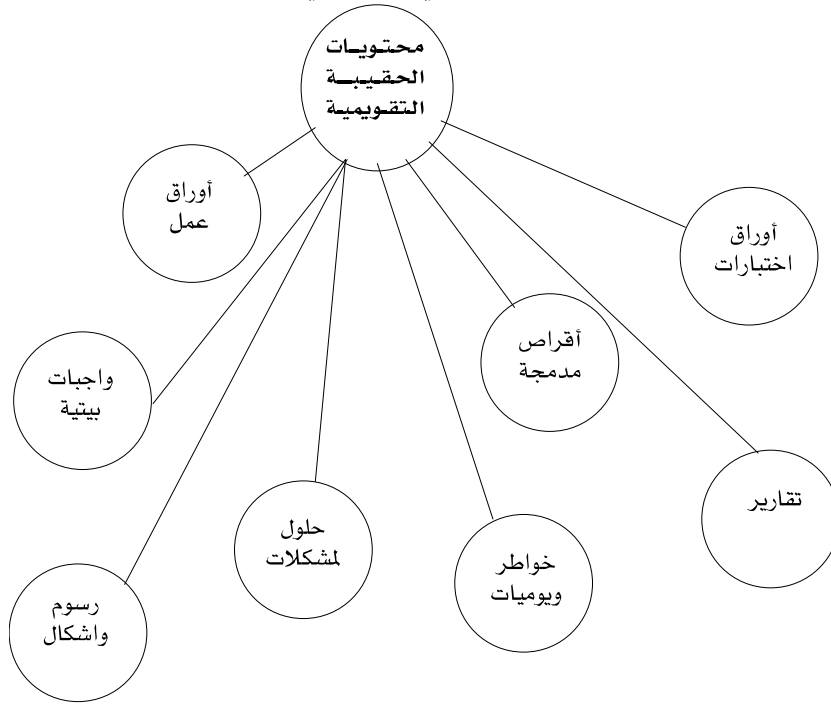 محتويات
الحقيبة
التقويمية
أوراق
عمل
أوراق
اختبارات
أقراص
مدمجة
واجبات
بيتية
تقارير
حلول
لمشكلات
خواطر
ويوميات
رسوم
واشكال